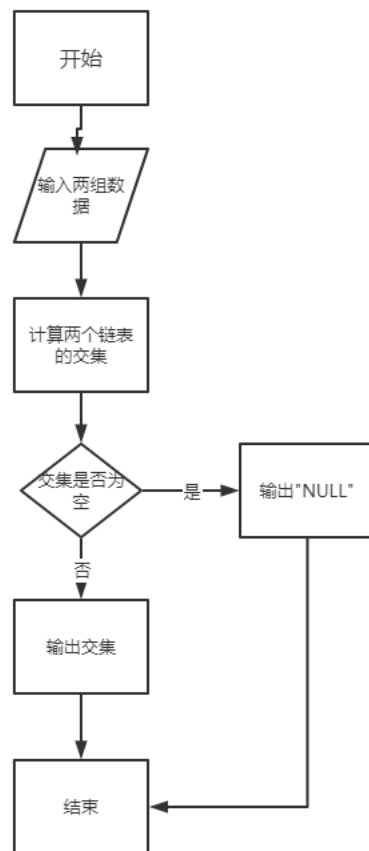 开始
输入两组数
据
计算两个链表
的交集
交集是否为
空
是
输出"NULL"
否
输出交集
结束